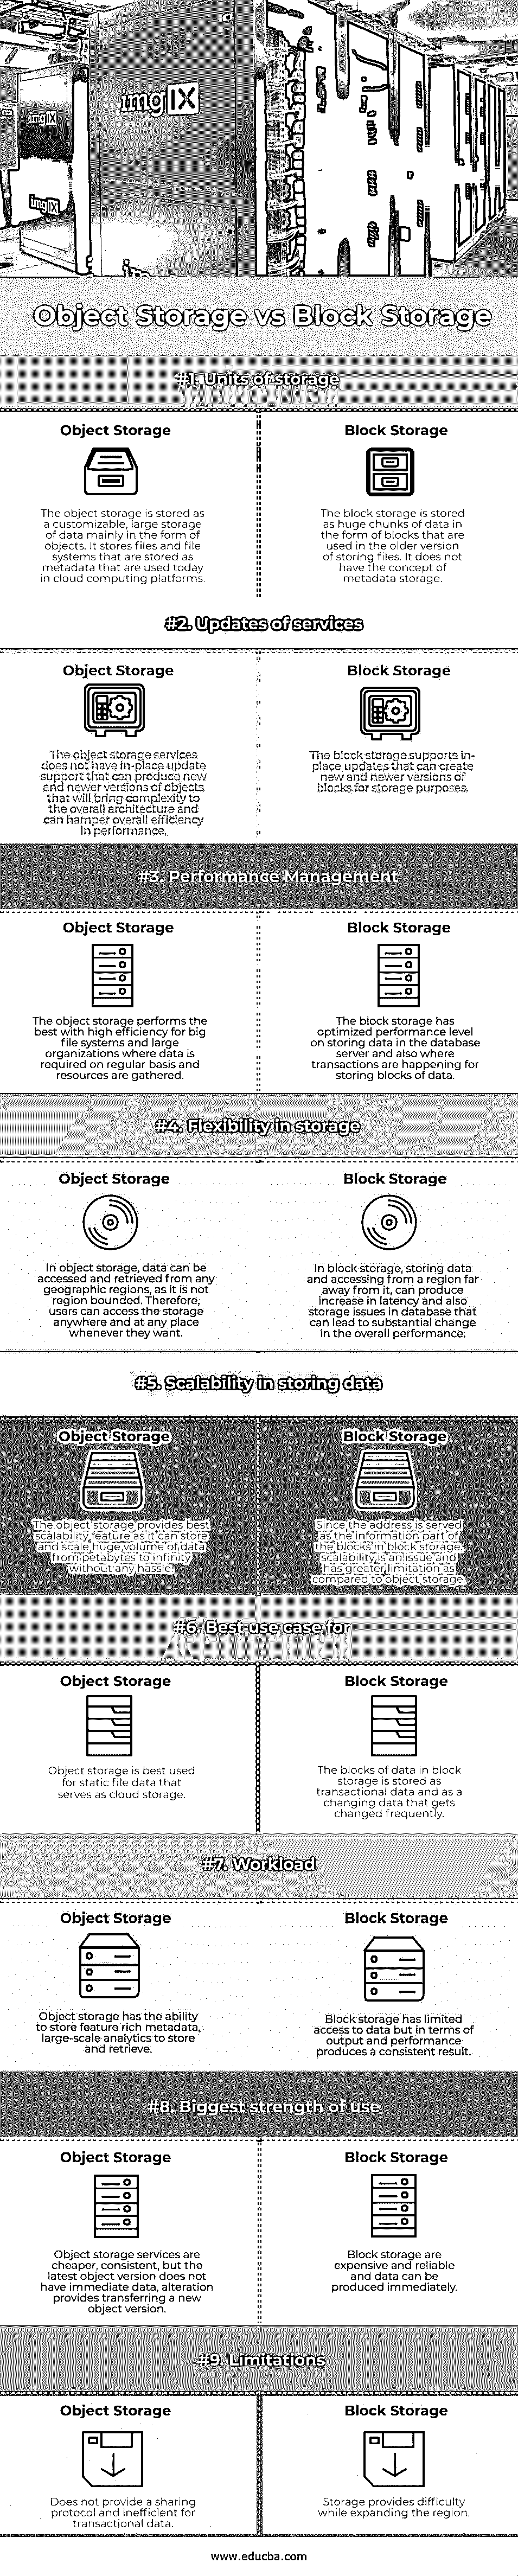 imgIX
imgIX
imgIX
Object Storage vs Block Storage
#1. Units of storage
Object Storage
The object storage is stored as
a customizable, large storage
of data mainly in the form of
objects. It stores files and file
systems that are stored as
metadata that are used today
in cloud computing platforms.
Block Storage
The block storage is stored
as huge chunks of data in
the form of blocks that are
used in the older version
of storing files. It does not
have the concept of
metadata storage.
#2. Updates of services
Object Storage
The object storage services
does not have in-place update
support that can produce new
and newer versions of objects
that will bring complexity to
the overall architecture and
can hamper overall efficiency
in performance.
Block Storage
The block storage supports in-
place updates that can create
new and newer versions of
blocks for storage purposes.
#3. Performance Management
Object Storage
The object storage performs the
best with high efficiency for big
file systems and large
organizations where data is
required on regular basis and
resources are gathered.
Block Storage
The block storage has
optimized performance level
on storing data in the database
server and also where
transactions are happening for
storing blocks of data.
#4. Flexibility in storage
Object Storage
In object storage, data can be
accessed and retrieved from any
geographic regions, as it is not
region bounded. Therefore,
users can access the storage
anywhere and at any place
whenever they want.
Block Storage
In block storage, storing data
and accessing from a region far
away from it, can produce
increase in latency and also
storage issues in database that
can lead to substantial change
in the overall performance.
#5. Scalability in storing data
Object Storage
The object storage provides best
scalability feature as it can store
and scale huge volume of data
from petabytes to infinity
without any hassle.
Block Storage
Since the address is served
as the information part of
the blocks in block storage,
scalability is an issue and
has greater limitation as
compared to object storage.
#6. Best use case for
Object Storage
Object storage is best used
for static file data that
serves as cloud storage.
Block Storage
The blocks of data in block
storage is stored as
transactional data and as a
changing data that gets
changed frequently.
#7. Workload
Object Storage
Object storage has the ability
to store feature rich metadata,
large-scale analytics to store
and retrieve.
Block Storage
Block storage has limited
access to data but in terms of
output and performance
produces a consistent result.
#8. Biggest strength of use
Object Storage
Object storage services are
cheaper, consistent, but the
latest object version does not
have immediate data, alteration
provides transferring a new
object version.
Block Storage
Block storage are
expensive and reliable
and data can be
produced immediately.
#9. Limitations
Object Storage
Does not provide a sharing
protocol and inefficient for
transactional data.
Block Storage
Storage provides difficulty
while expanding the region.
www.educba.com